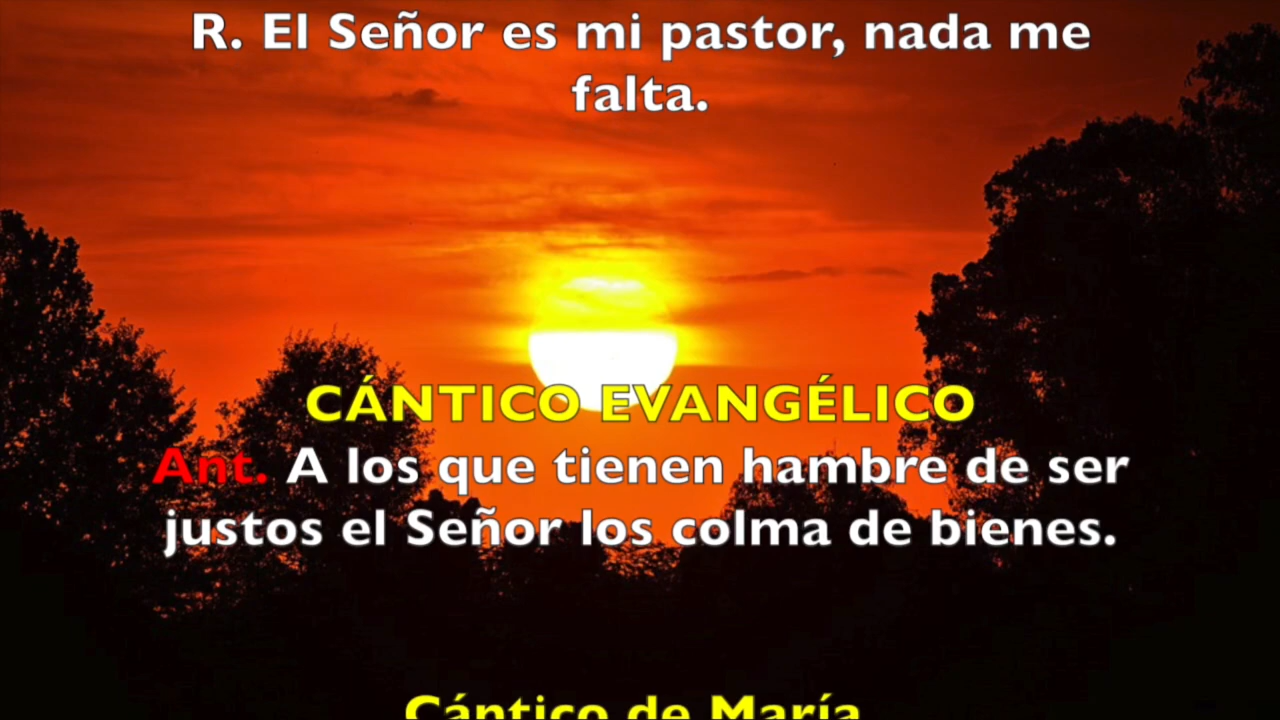 R. El Señor es mi pastor, nada me
falta.
CÁNTICO EVANGÉLICO
Ant. A los que tienen hambre de ser
justos el Señor los colma de bienes.
Cántico de María